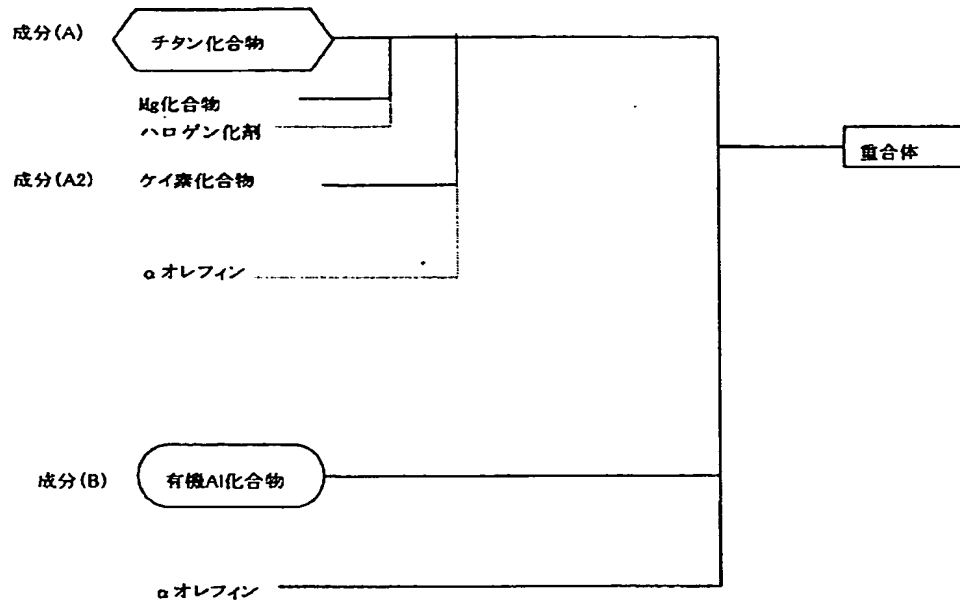 成分(A)
チタン化合物
Mg化合物
ハロゲン化剤
重合体
成分(A2)
ケイ素化合物
αオレフィン
成分(B)
有機Al化合物
αオレフィン